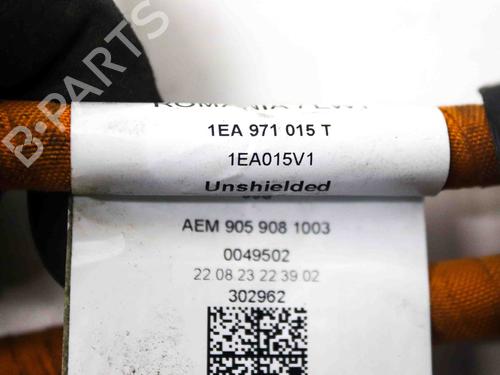 B-PARTS
1EA 971 015 T
1EA015V1
Unshielded
AEM 905 908 1003
0049502
22 08 23 22 39 02
302962